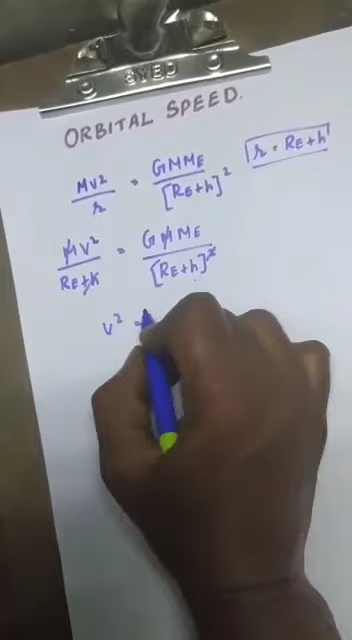 SYED
ORBITAL SPEED.
MV²/r = GMME/[RE+h]² r = RE+h
MV²/RE+h = GMME/[RE+h]²
V² =